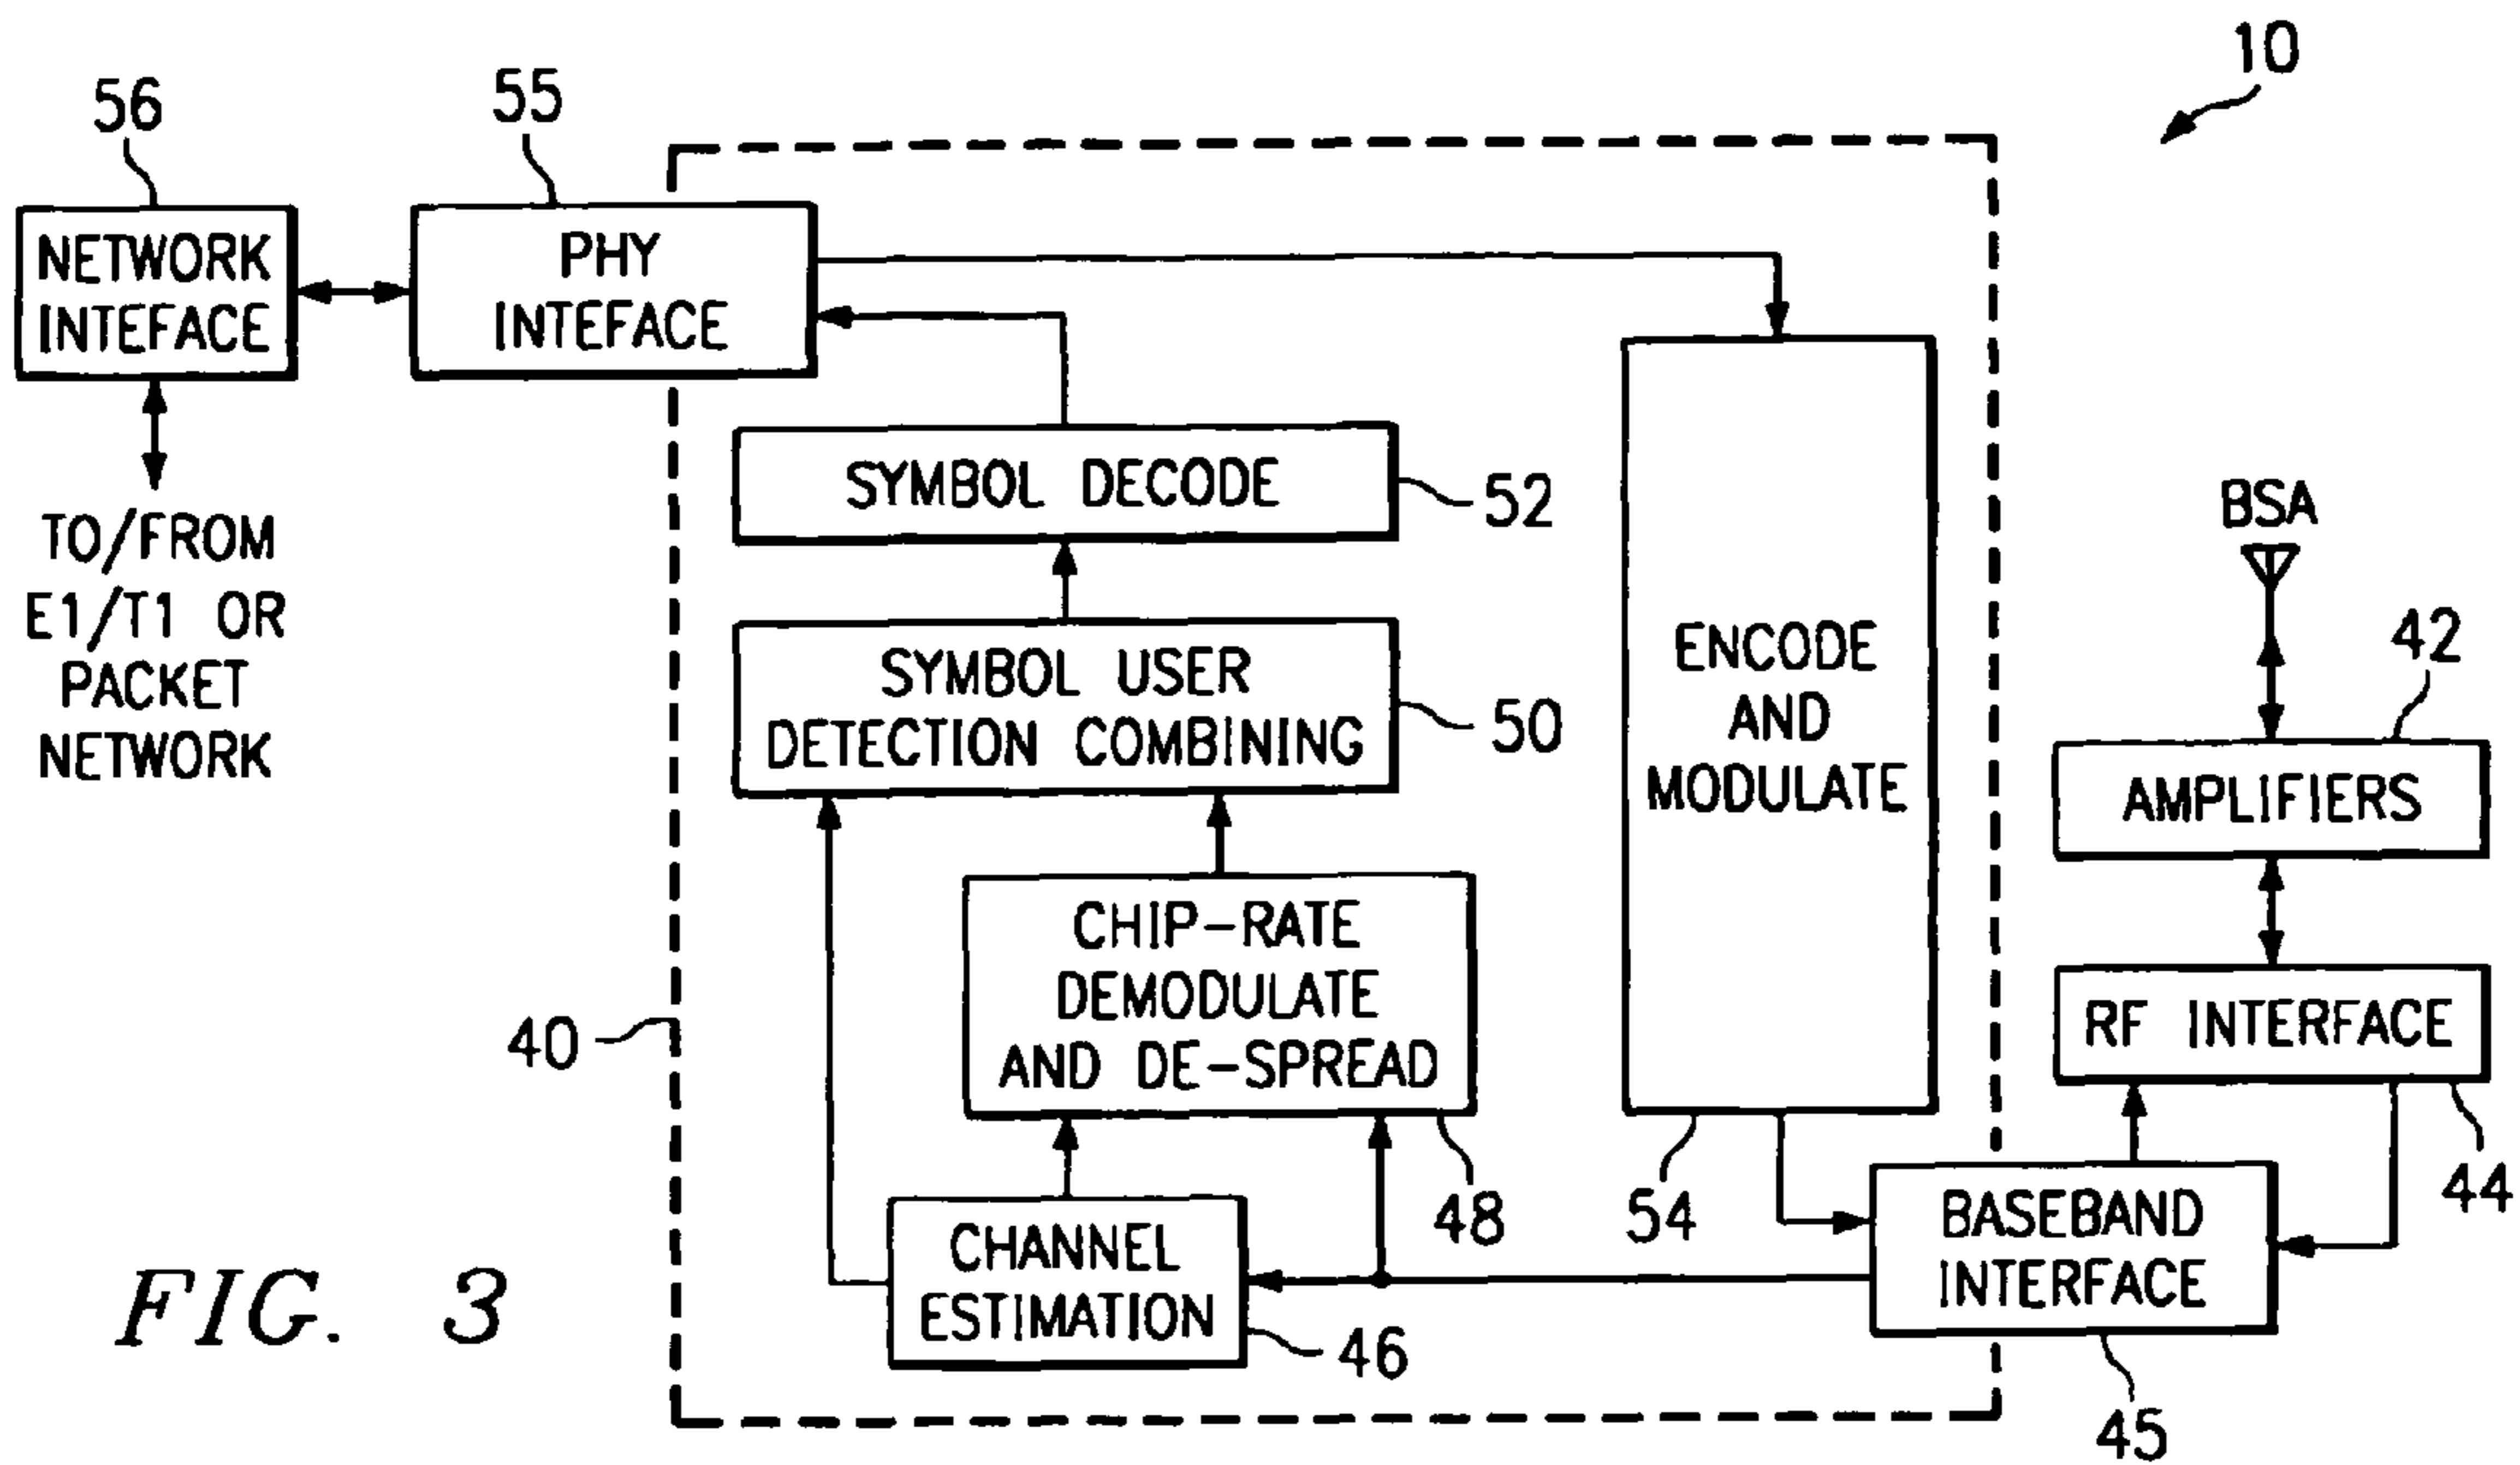 10
56
55
NETWORK
INTEFACE
PHY
INTEFACE
TO/FROM
E1/T1 OR
PACKET
NETWORK
SYMBOL DECODE
52
SYMBOL USER
DETECTION COMBINING
50
CHIP-RATE
DEMODULATE
AND DE-SPREAD
48
CHANNEL
ESTIMATION
46
40
ENCODE
AND
MODULATE
54
BSA
42
AMPLIFIERS
RF INTERFACE
44
BASEBAND
INTERFACE
45
FIG. 3